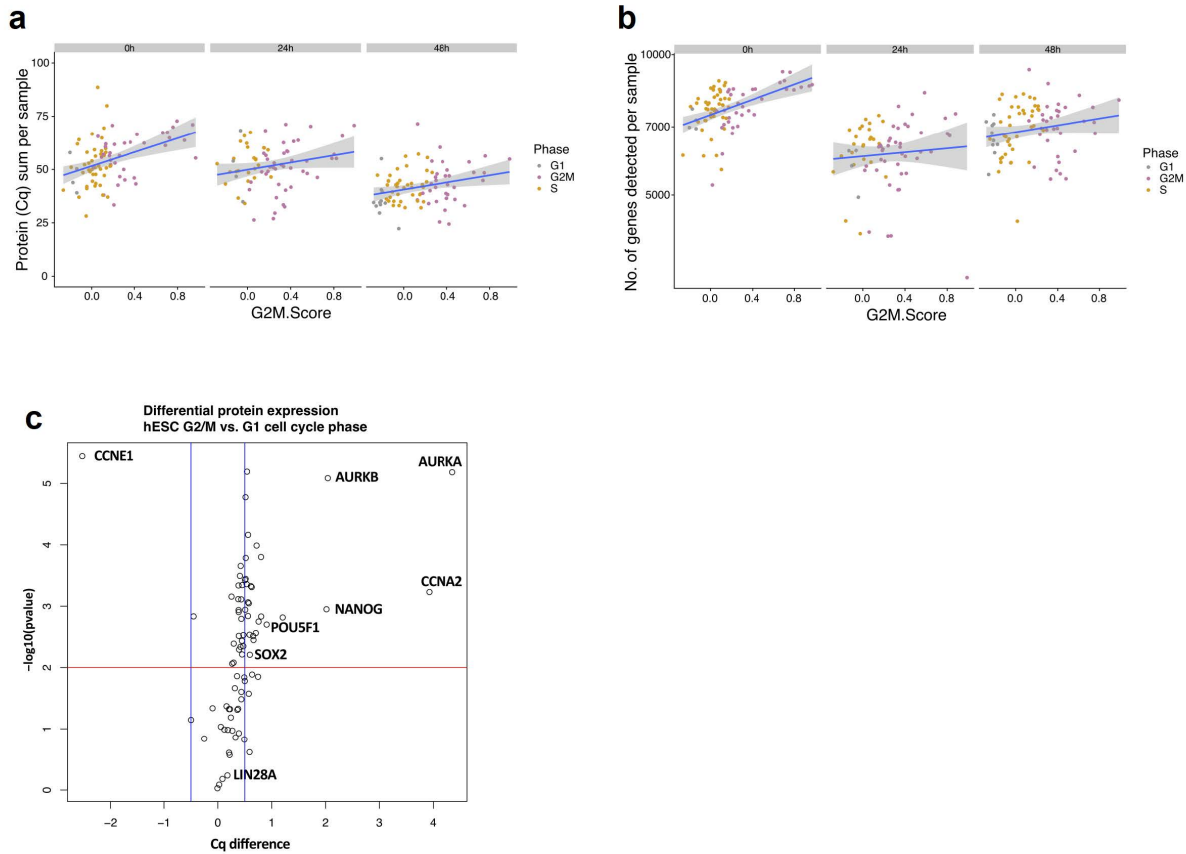 a
0h
24h
48h
Protein (Cq) sum per sample
100
75
50
25
0
0.0 0.4 0.8
0.0 0.4 0.8
0.0 0.4 0.8
G2M.Score
Phase
G1
G2M
S
b
0h
24h
48h
No. of genes detected per sample
10000
7000
5000
0.0 0.4 0.8
0.0 0.4 0.8
0.0 0.4 0.8
G2M.Score
Phase
G1
G2M
S
c
Differential protein expression
hESC G2/M vs. G1 cell cycle phase
CCNE1
AURKA
AURKB
CCNA2
NANOG
POU5F1
SOX2
LIN28A
−log10(pvalue)
5
4
3
2
1
0
−2 −1 0 1 2 3 4
Cq difference